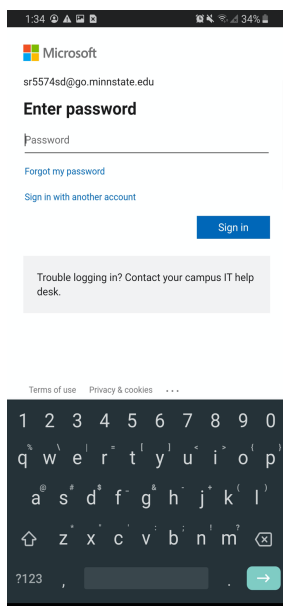 1:34 34%
Microsoft
sr5574sd@go.minnstate.edu
Enter password
Password
Forgot my password
Sign in with another account
Sign in
Trouble logging in? Contact your campus IT help
desk.
Terms of use Privacy & cookies ...
1 2 3 4 5 6 7 8 9 0
q w e r t y u i o p
a s d f g h j k l
z x c v b n m
?123 , .